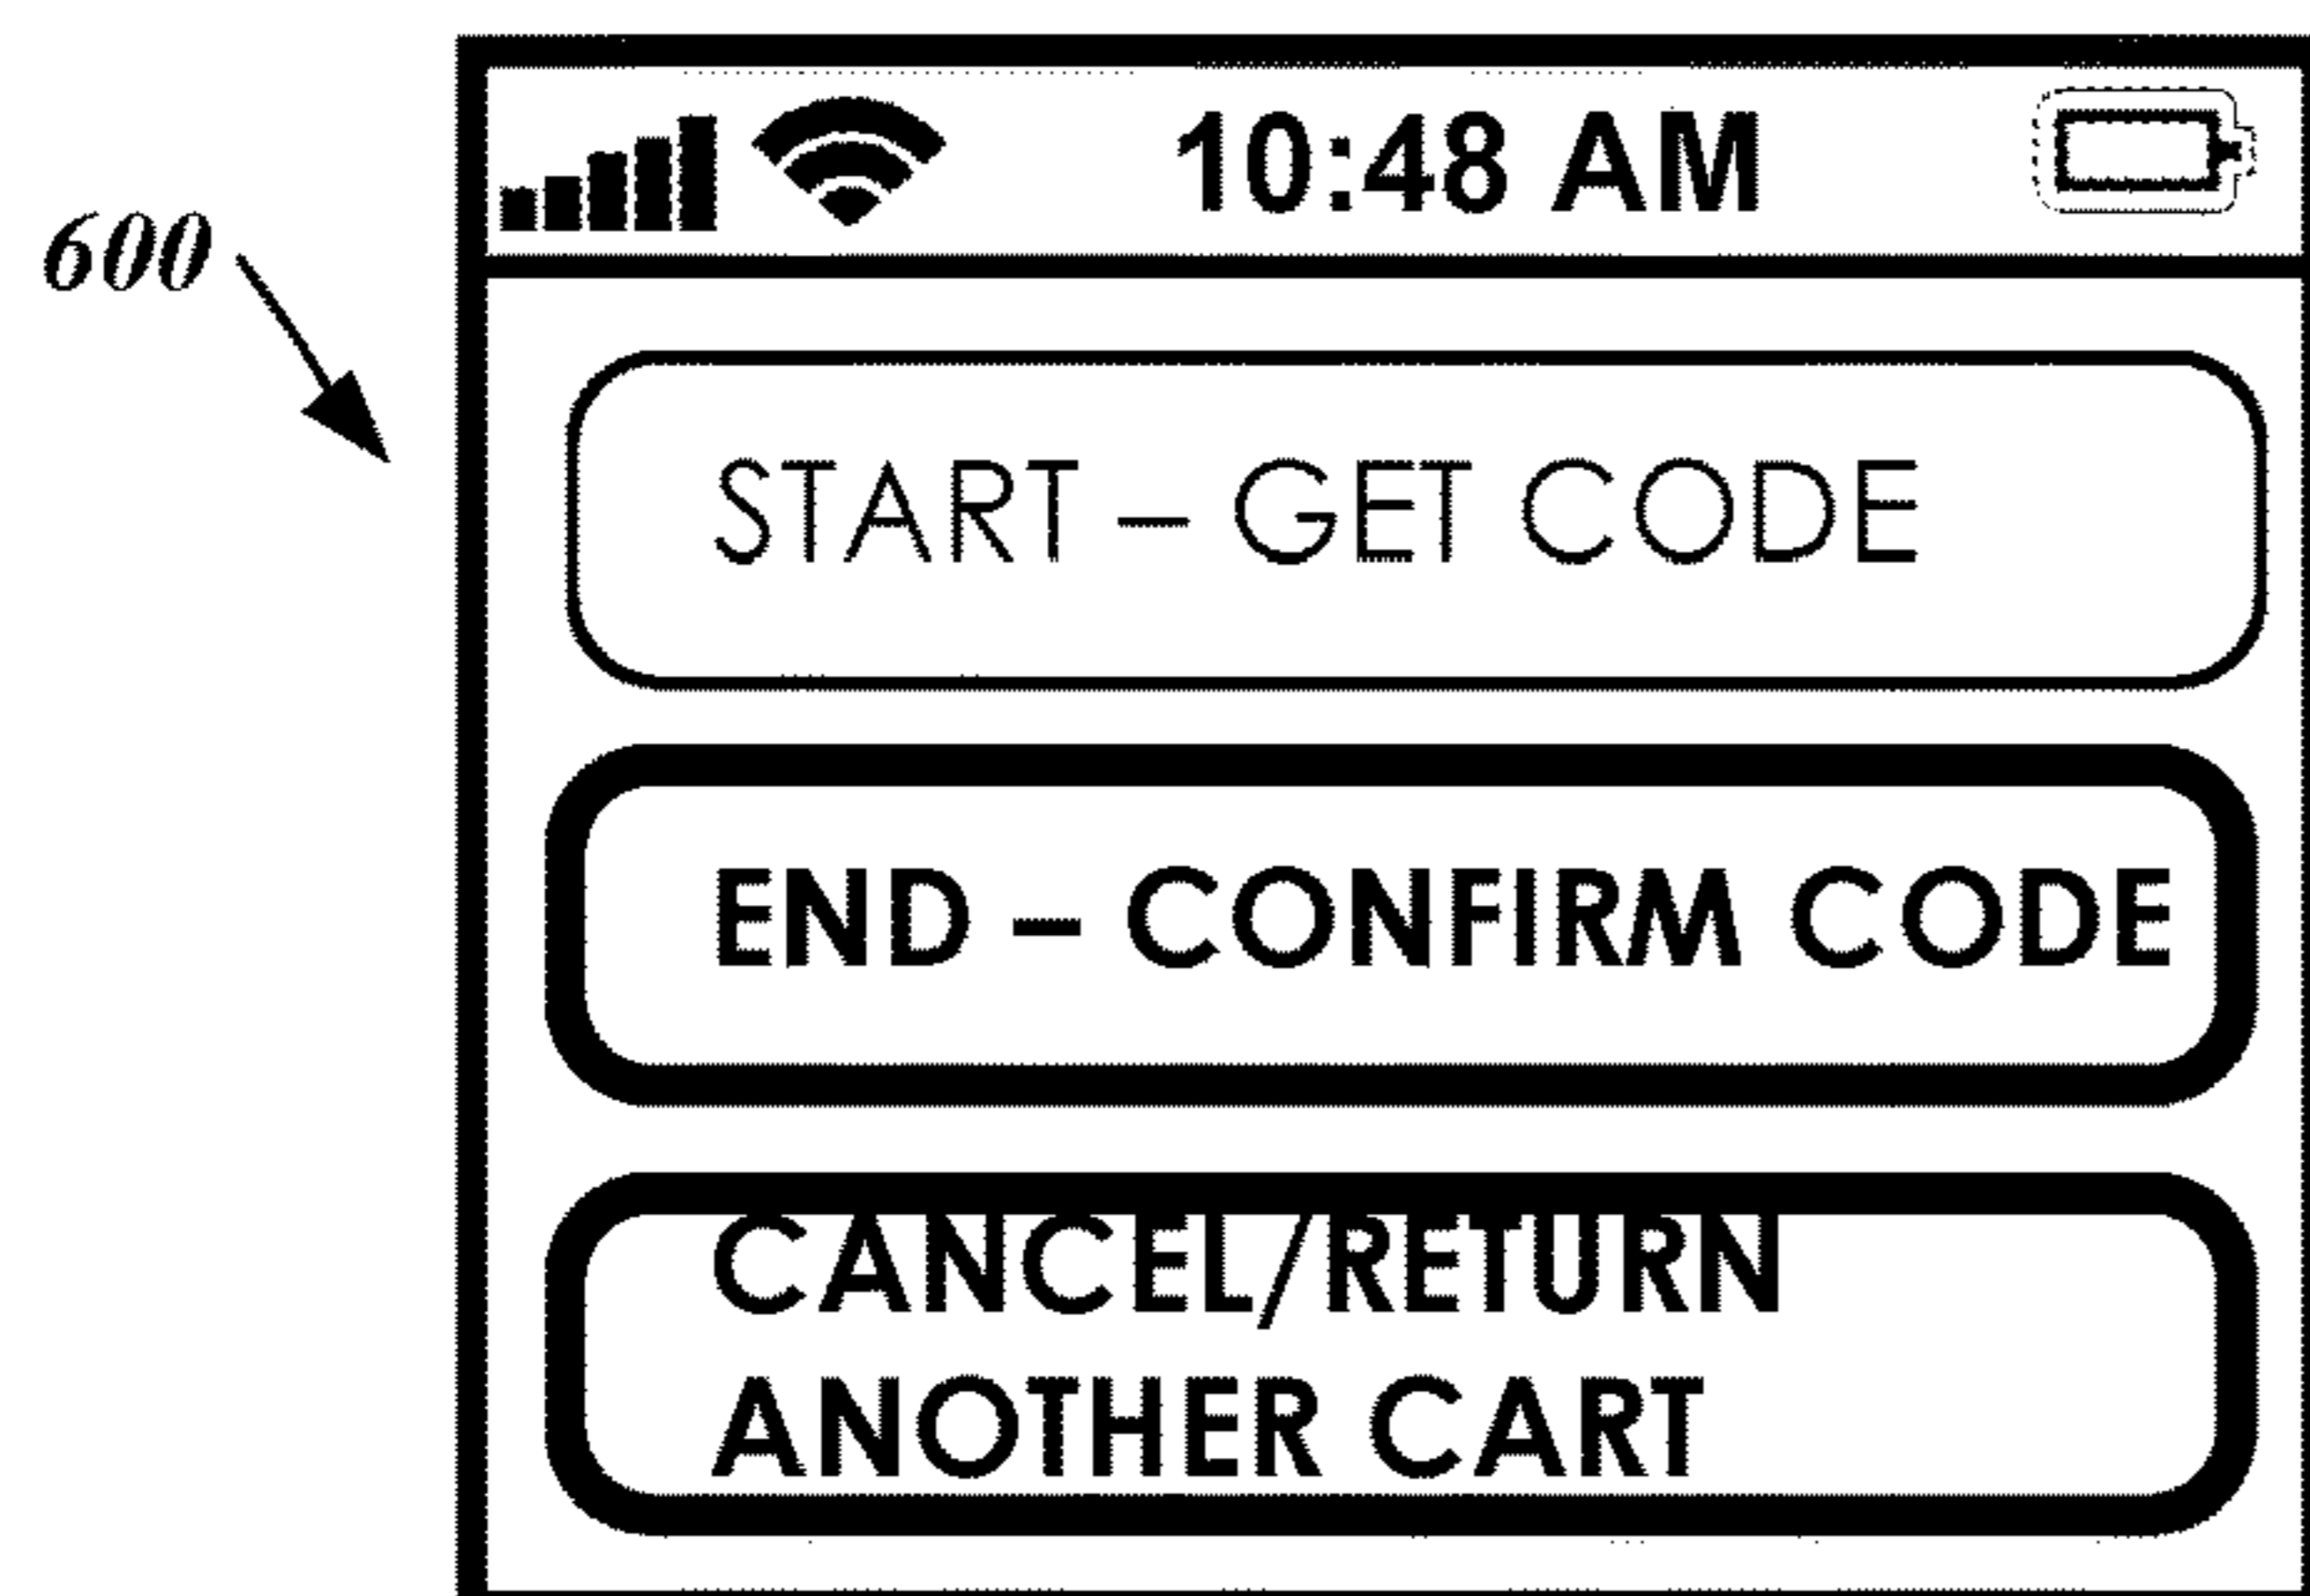 10:48 AM
600
START – GET CODE
END – CONFIRM CODE
CANCEL/RETURN
ANOTHER CART